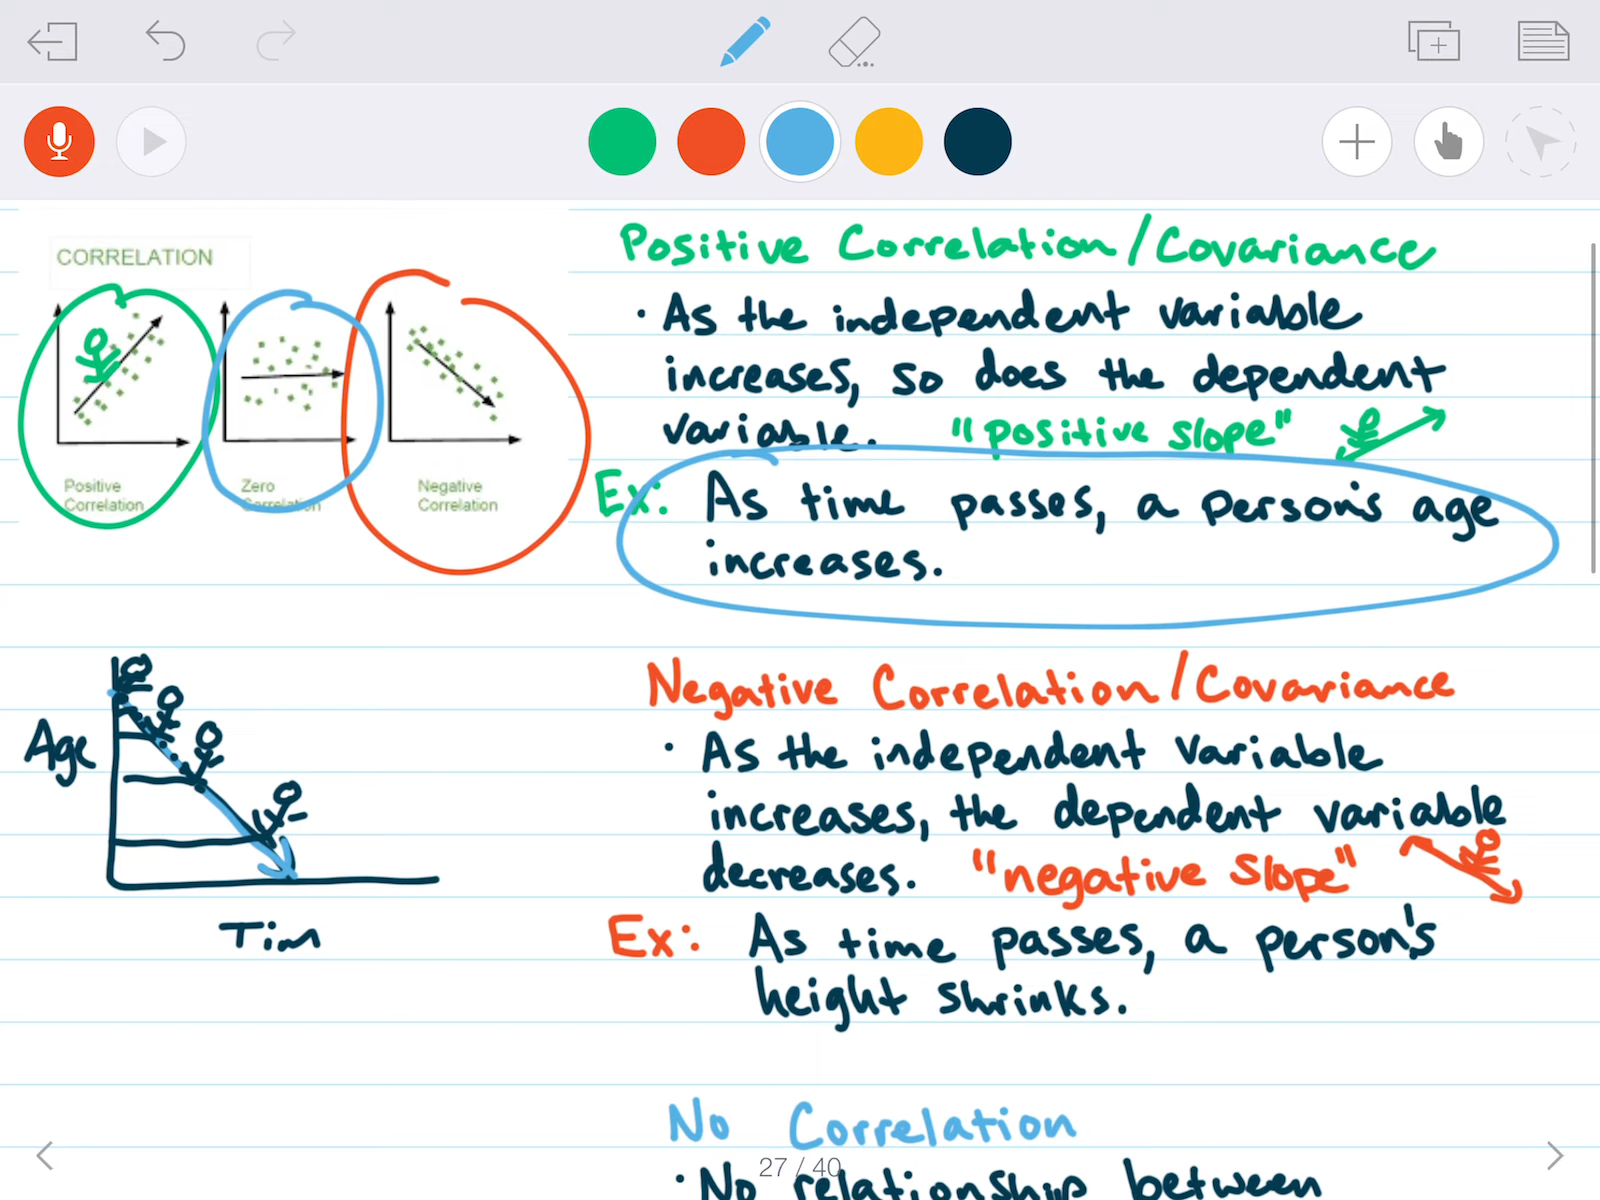 CORRELATION
Positive
Correlation
Zero
Correlation
Negative
Correlation
Positive Correlation/Covariance
• As the independent variable
increases, so does the dependent
variable. "positive slope"
Ex: As time passes, a person's age
increases.
Age
Tim
Negative Correlation/Covariance
• As the independent variable
increases, the dependent variable
decreases. "negative slope"
Ex: As time passes, a person's
height shrinks.
No Correlation
27 / 40
• No relationship between